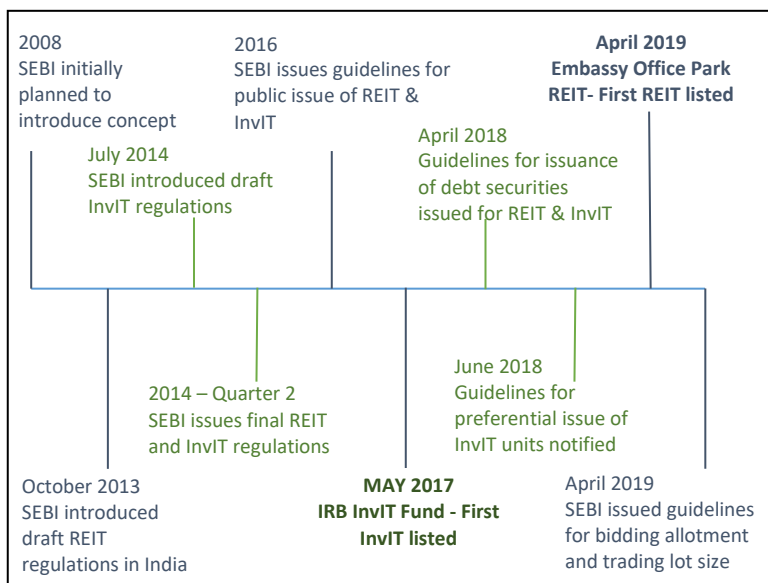 2008
SEBI initially
planned to
introduce concept
2016
SEBI issues guidelines for
public issue of REIT &
InvIT
April 2019
Embassy Office Park
REIT- First REIT listed
July 2014
SEBI introduced draft
InvIT regulations
April 2018
Guidelines for issuance
of debt securities
issued for REIT & InvIT
2014 – Quarter 2
SEBI issues final REIT
and InvIT regulations
June 2018
Guidelines for
preferential issue of
InvIT units notified
October 2013
SEBI introduced
draft REIT
regulations in India
MAY 2017
IRB InvIT Fund - First
InvIT listed
April 2019
SEBI issued guidelines
for bidding allotment
and trading lot size